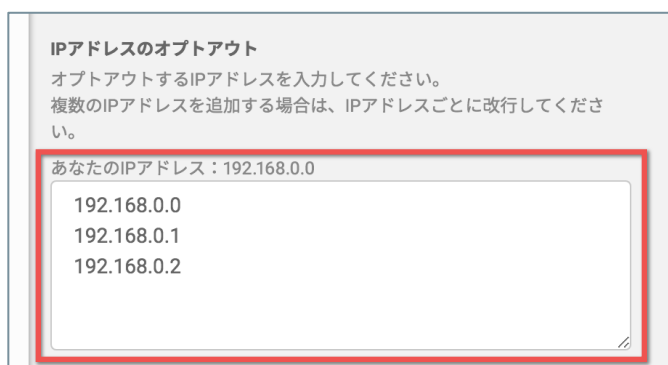 IPアドレスのオプトアウト
オプトアウトするIPアドレスを入力してください。
複数のIPアドレスを追加する場合は、IPアドレスごとに改行してくださ
い。
あなたのIPアドレス：192.168.0.0
192.168.0.0
192.168.0.1
192.168.0.2